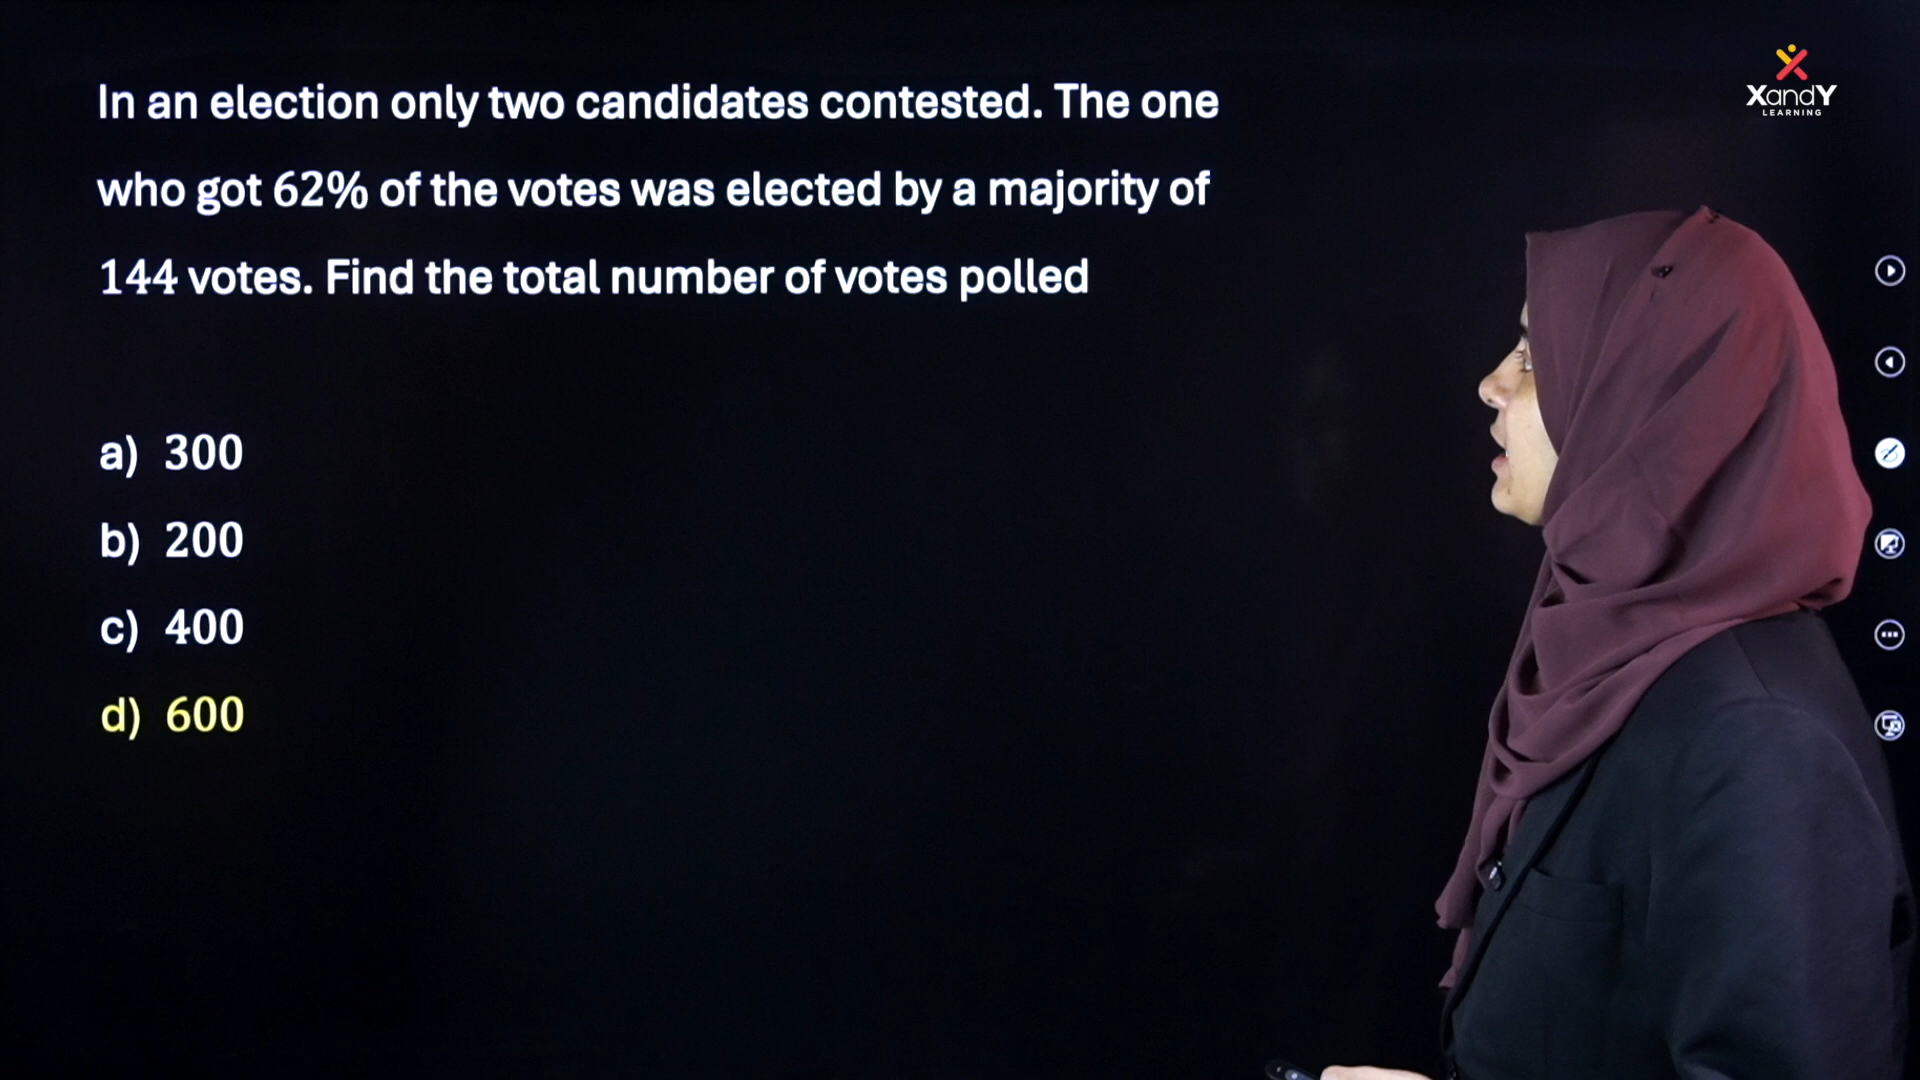 In an election only two candidates contested. The one
who got 62% of the votes was elected by a majority of
144 votes. Find the total number of votes polled
a) 300
b) 200
c) 400
d) 600
XandY
LEARNING